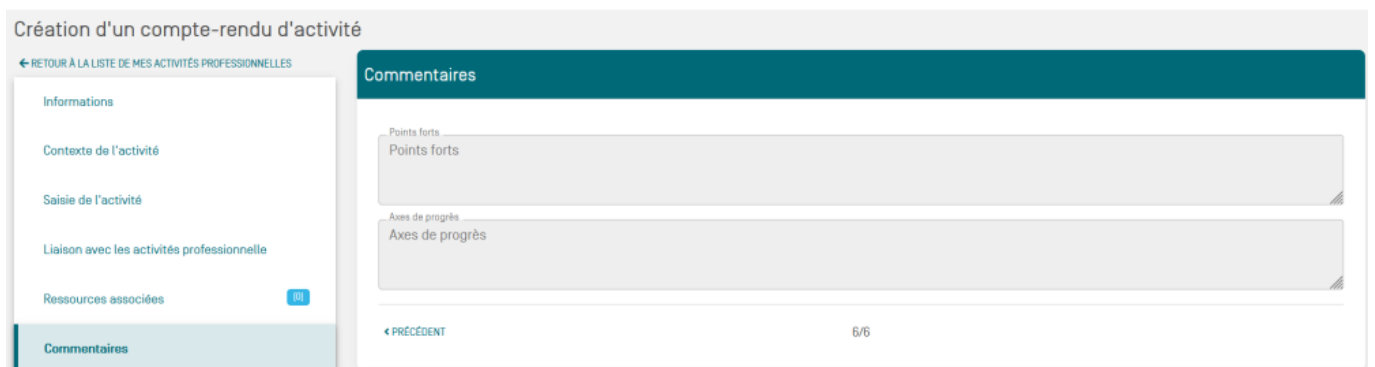 Création d'un compte-rendu d'activité
RETOUR À LA LISTE DE MES ACTIVITÉS PROFESSIONNELLES
Informations
Contexte de l'activité
Saisie de l'activité
Liaison avec les activités professionnelle
Ressources associées [0]
Commentaires
Commentaires
Points forts
Points forts
Axes de progrès
Axes de progrès
PRÉCÉDENT 6/6